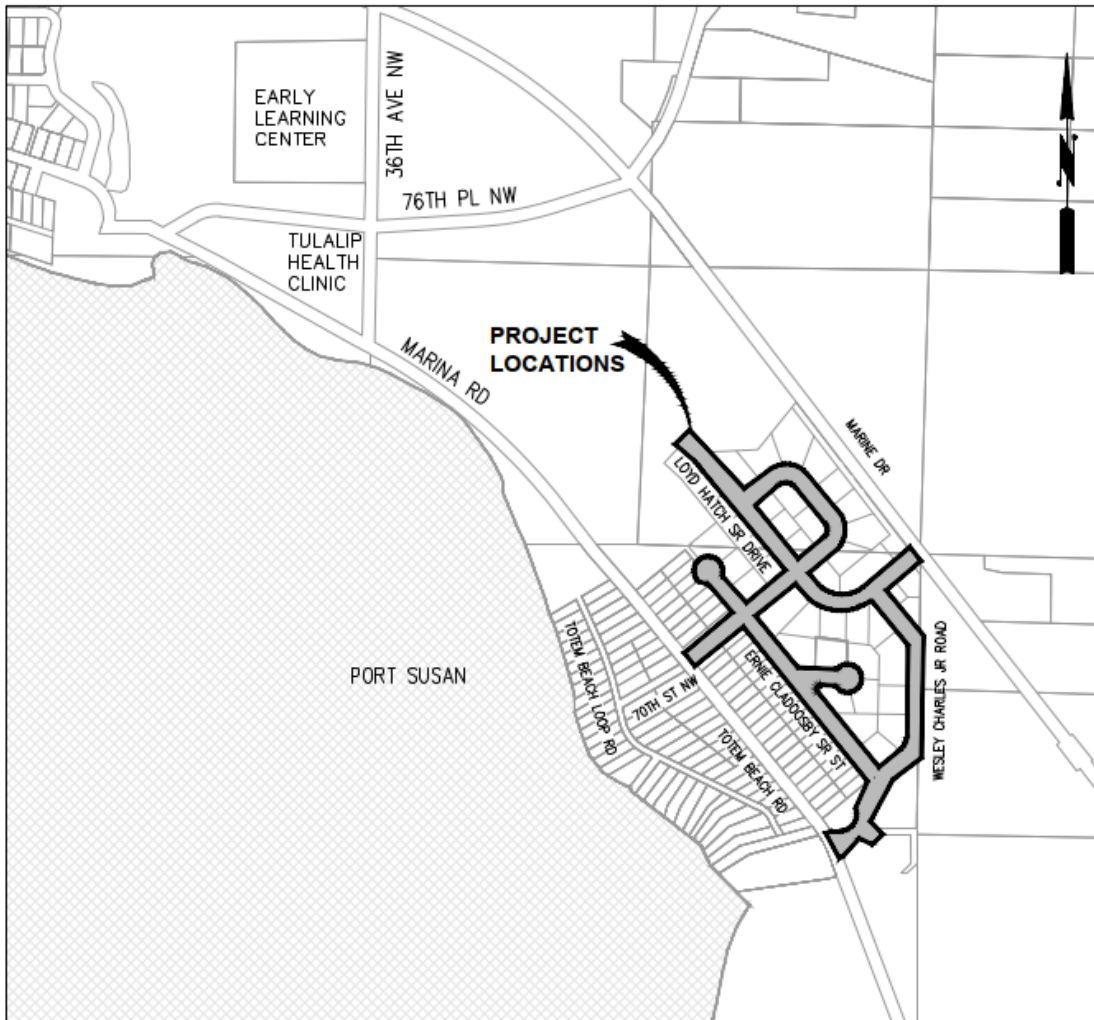 EARLY
LEARNING
CENTER
36TH AVE NW
76TH PL NW
TULALIP
HEALTH
CLINIC
N
PROJECT
LOCATIONS
MARINA RD
MARINE DR
LOYD HATCH SR DRIVE
PORT SUSAN
TOTEM BEACH LOOP RD
70TH ST NW
ERNIE CLADOOSBY SR ST
TOTEM BEACH RD
WESLEY CHARLES JR ROAD